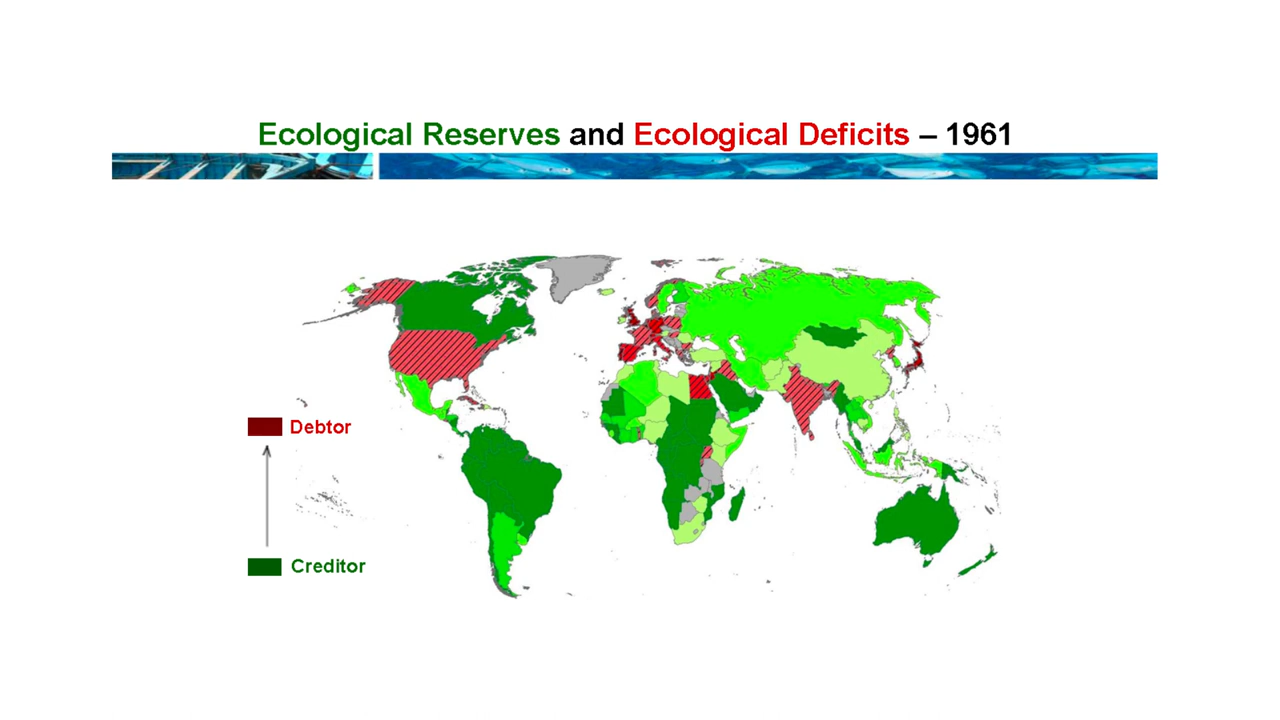 Ecological Reserves and Ecological Deficits – 1961
Debtor
Creditor